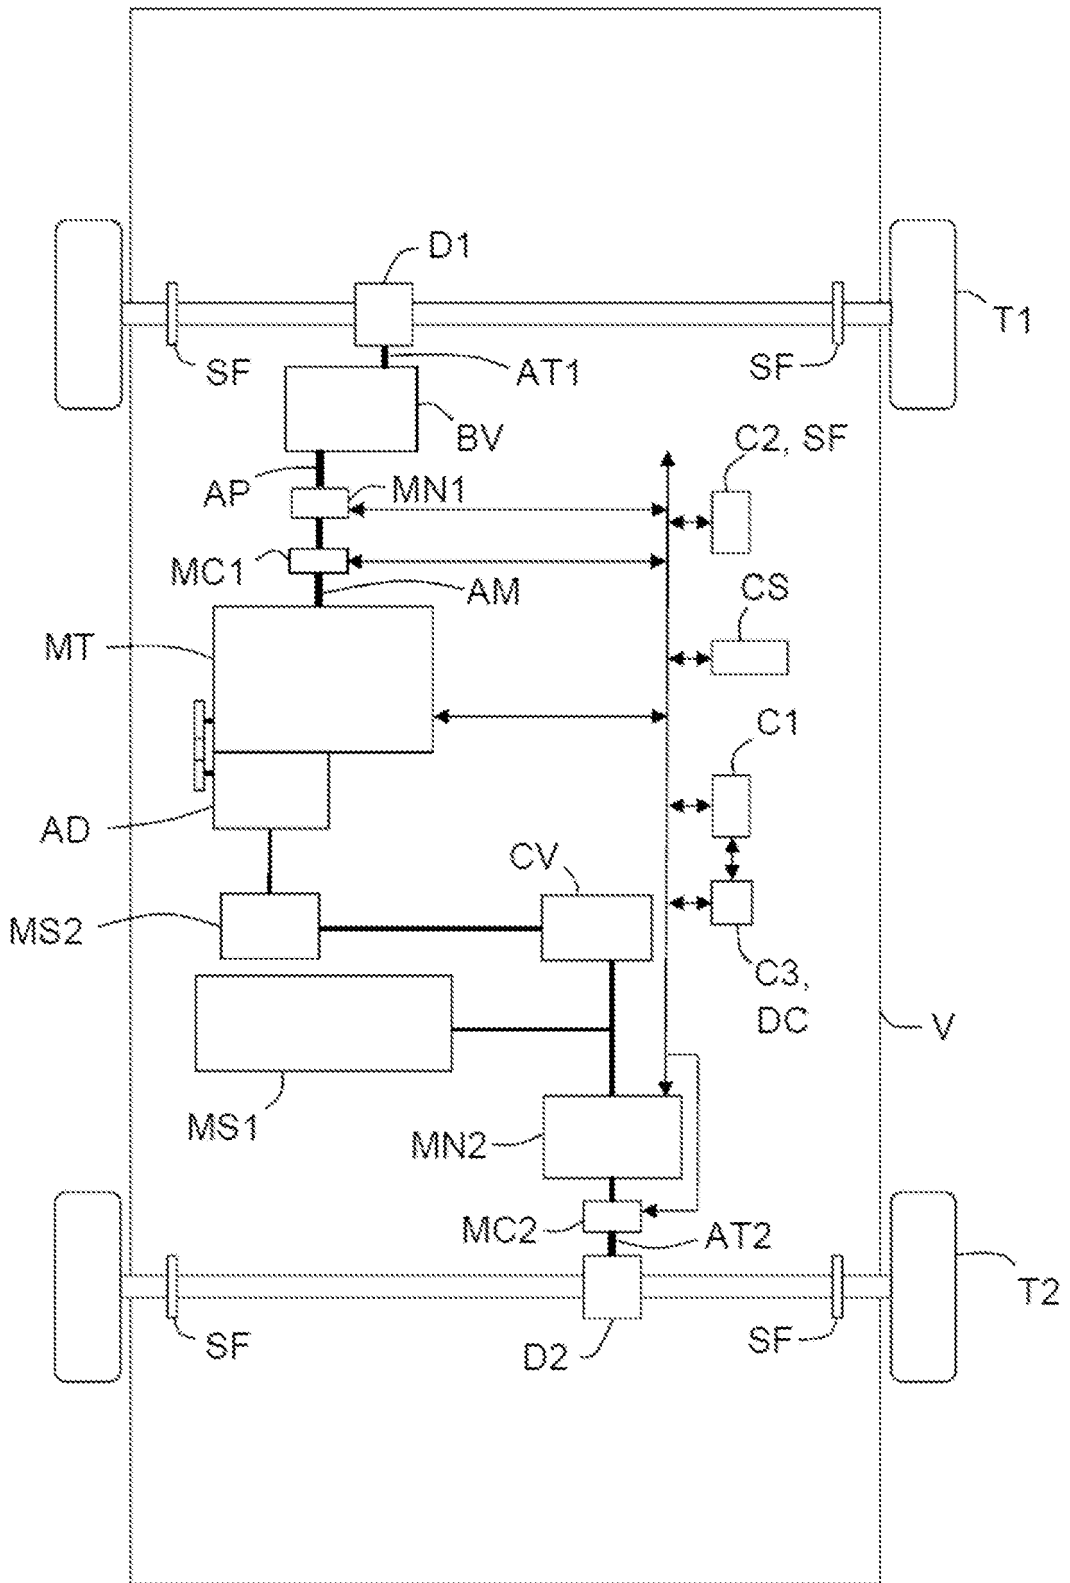 D1
T1
SF
AT1
SF
BV
C2, SF
AP
MN1
MC1
AM
CS
MT
C1
AD
CV
MS2
C3,
DC
V
MS1
MN2
MC2
AT2
T2
SF
D2
SF